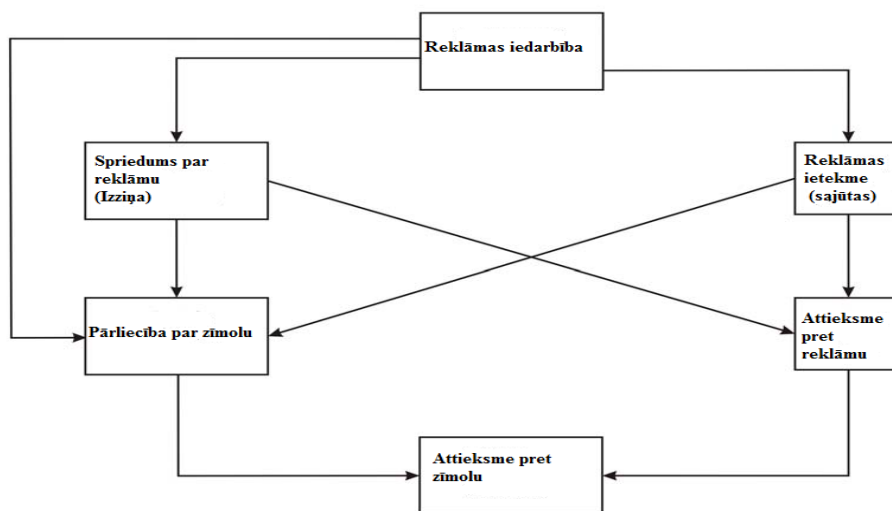 Reklāmas iedarbība
Spriedums par
reklāmu
(Izziņa)
Reklāmas
ietekme
(sajūtas)
Pārliecība par zīmolu
Attieksme
pret
reklāmu
Attieksme pret
zīmolu